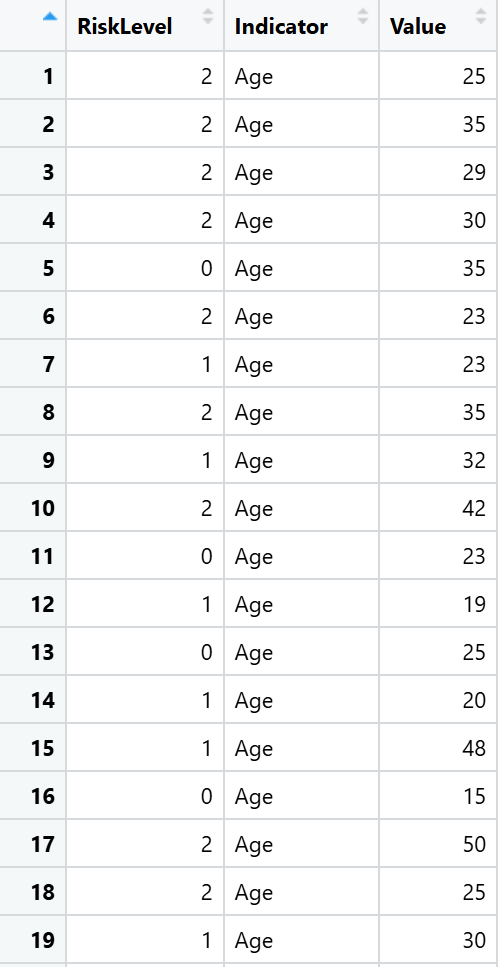 RiskLevel Indicator Value
1 2 Age 25
2 2 Age 35
3 2 Age 29
4 2 Age 30
5 0 Age 35
6 2 Age 23
7 1 Age 23
8 2 Age 35
9 1 Age 32
10 2 Age 42
11 0 Age 23
12 1 Age 19
13 0 Age 25
14 1 Age 20
15 1 Age 48
16 0 Age 15
17 2 Age 50
18 2 Age 25
19 1 Age 30